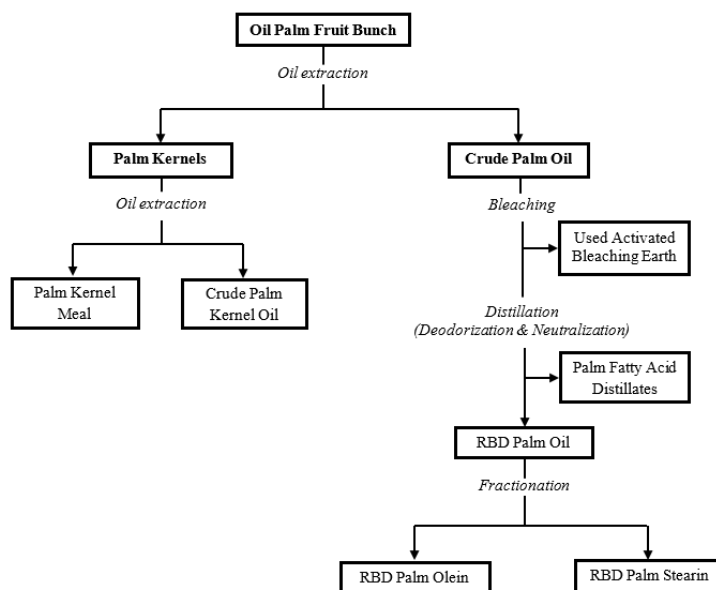 Oil Palm Fruit Bunch
Oil extraction
Palm Kernels
Crude Palm Oil
Oil extraction
Bleaching
Used Activated
Bleaching Earth
Palm Kernel
Meal
Crude Palm
Kernel Oil
Distillation
(Deodorization & Neutralization)
Palm Fatty Acid
Distillates
RBD Palm Oil
Fractionation
RBD Palm Olein
RBD Palm Stearin